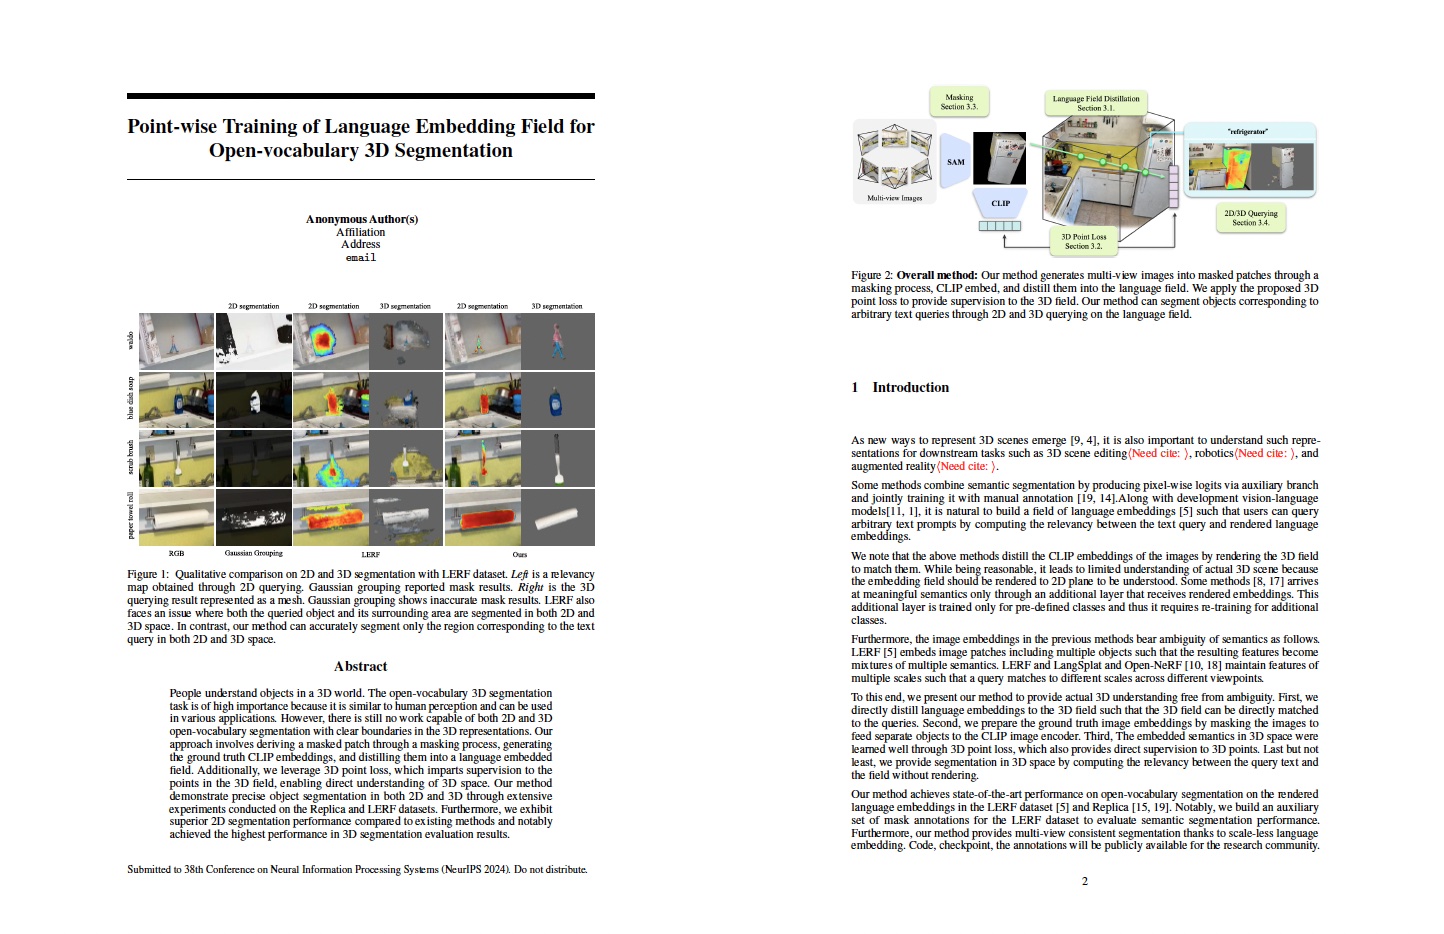 Point-wise Training of Language Embedding Field for
Open-vocabulary 3D Segmentation
Anonymous Author(s)
Affiliation
Address
email
2D segmentation 2D segmentation 3D segmentation 2D segmentation 3D segmentation
waldo
blue dish soap
scrub brush
paper towel roll
RGB Gaussian Grouping LERF Ours
Figure 1: Qualitative comparison on 2D and 3D segmentation with LERF dataset. Left is a relevancy
map obtained through 2D querying. Gaussian grouping reported mask results. Right is the 3D
querying result represented as a mesh. Gaussian grouping shows inaccurate mask results. LERF also
faces an issue where both the queried object and its surrounding area are segmented in both 2D and
3D space. In contrast, our method can accurately segment only the region corresponding to the text
query in both 2D and 3D space.
Abstract
People understand objects in a 3D world. The open-vocabulary 3D segmentation
task is of high importance because it is similar to human perception and can be used
in various applications. However, there is still no work capable of both 2D and 3D
open-vocabulary segmentation with clear boundaries in the 3D representations. Our
approach involves deriving a masked patch through a masking process, generating
the ground truth CLIP embeddings, and distilling them into a language embedded
field. Additionally, we leverage 3D point loss, which imparts supervision to the
points in the 3D field, enabling direct understanding of 3D space. Our method
demonstrate precise object segmentation in both 2D and 3D through extensive
experiments conducted on the Replica and LERF datasets. Furthermore, we exhibit
superior 2D segmentation performance compared to existing methods and notably
achieved the highest performance in 3D segmentation evaluation results.
Submitted to 38th Conference on Neural Information Processing Systems (NeurIPS 2024). Do not distribute.
Masking
Section 3.3.
Language Field Distillation
Section 3.1.
"refrigerator"
SAM
Multi-view Images
CLIP
2D/3D Querying
Section 3.4.
3D Point Loss
Section 3.2.
Figure 2: Overall method: Our method generates multi-view images into masked patches through a
masking process, CLIP embed, and distill them into the language field. We apply the proposed 3D
point loss to provide supervision to the 3D field. Our method can segment objects corresponding to
arbitrary text queries through 2D and 3D querying on the language field.
1 Introduction
As new ways to represent 3D scenes emerge [9, 4], it is also important to understand such repre-
sentations for downstream tasks such as 3D scene editing⟨Need cite: ⟩, robotics⟨Need cite: ⟩, and
augmented reality⟨Need cite: ⟩.
Some methods combine semantic segmentation by producing pixel-wise logits via auxiliary branch
and jointly training it with manual annotation [19, 14].Along with development vision-language
models[11, 1], it is natural to build a field of language embeddings [5] such that users can query
arbitrary text prompts by computing the relevancy between the text query and rendered language
embeddings.
We note that the above methods distill the CLIP embeddings of the images by rendering the 3D field
to match them. While being reasonable, it leads to limited understanding of actual 3D scene because
the embedding field should be rendered to 2D plane to be understood. Some methods [8, 17] arrives
at meaningful semantics only through an additional layer that receives rendered embeddings. This
additional layer is trained only for pre-defined classes and thus it requires re-training for additional
classes.
Furthermore, the image embeddings in the previous methods bear ambiguity of semantics as follows.
LERF [5] embeds image patches including multiple objects such that the resulting features become
mixtures of multiple semantics. LERF and LangSplat and Open-NeRF [10, 18] maintain features of
multiple scales such that a query matches to different scales across different viewpoints.
To this end, we present our method to provide actual 3D understanding free from ambiguity. First, we
directly distill language embeddings to the 3D field such that the 3D field can be directly matched
to the queries. Second, we prepare the ground truth image embeddings by masking the images to
feed separate objects to the CLIP image encoder. Third, The embedded semantics in 3D space were
learned well through 3D point loss, which also provides direct supervision to 3D points. Last but not
least, we provide segmentation in 3D space by computing the relevancy between the query text and
the field without rendering.
Our method achieves state-of-the-art performance on open-vocabulary segmentation on the rendered
language embeddings in the LERF dataset [5] and Replica [15, 19]. Notably, we build an auxiliary
set of mask annotations for the LERF dataset to evaluate semantic segmentation performance.
Furthermore, our method provides multi-view consistent segmentation thanks to scale-less language
embedding. Code, checkpoint, the annotations will be publicly available for the research community.
2